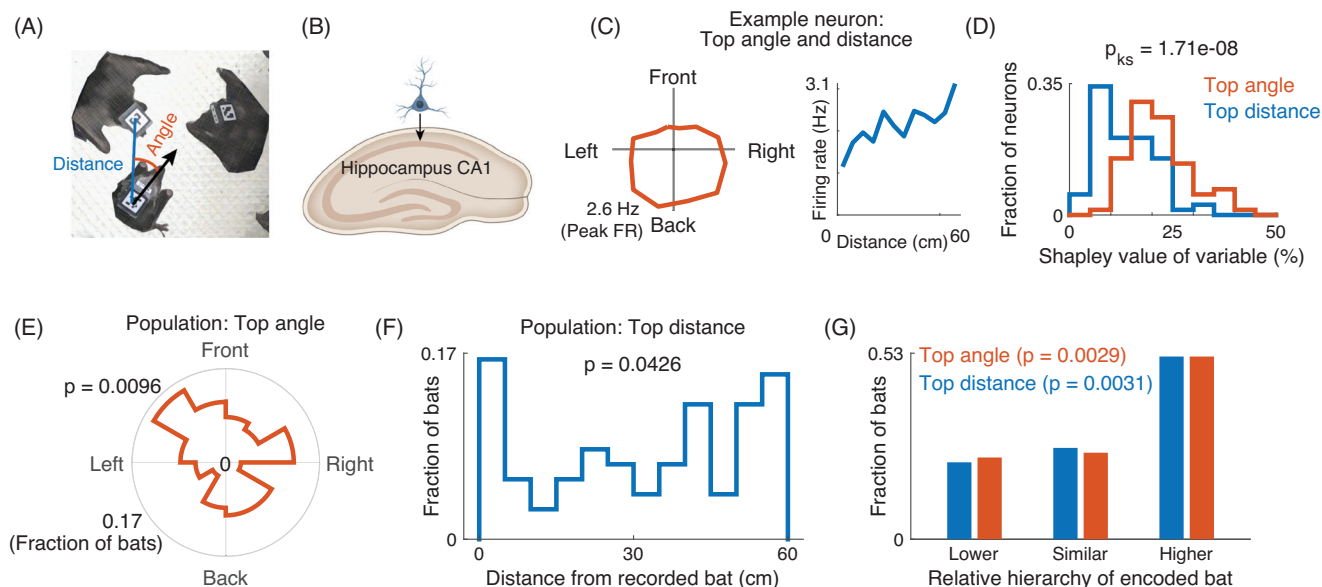 (A)
Distance
Angle
(B)
Hippocampus CA1
(C)
Example neuron:
Top angle and distance
Front
Left
Right
Back
2.6 Hz
(Peak FR)
Firing rate (Hz)
3.1
0
Distance (cm)
60
(D)
p_ks = 1.71e-08
Top angle
Top distance
Fraction of neurons
0.35
0
0
25
50
Shapley value of variable (%)
(E)
Population: Top angle
Front
p = 0.0096
Left
0
Right
0.17
(Fraction of bats)
Back
(F)
Population: Top distance
p = 0.0426
Fraction of bats
0.17
0
0
30
60
Distance from recorded bat (cm)
(G)
Top angle (p = 0.0029)
Top distance (p = 0.0031)
Fraction of bats
0.53
0
Lower
Similar
Higher
Relative hierarchy of encoded bat